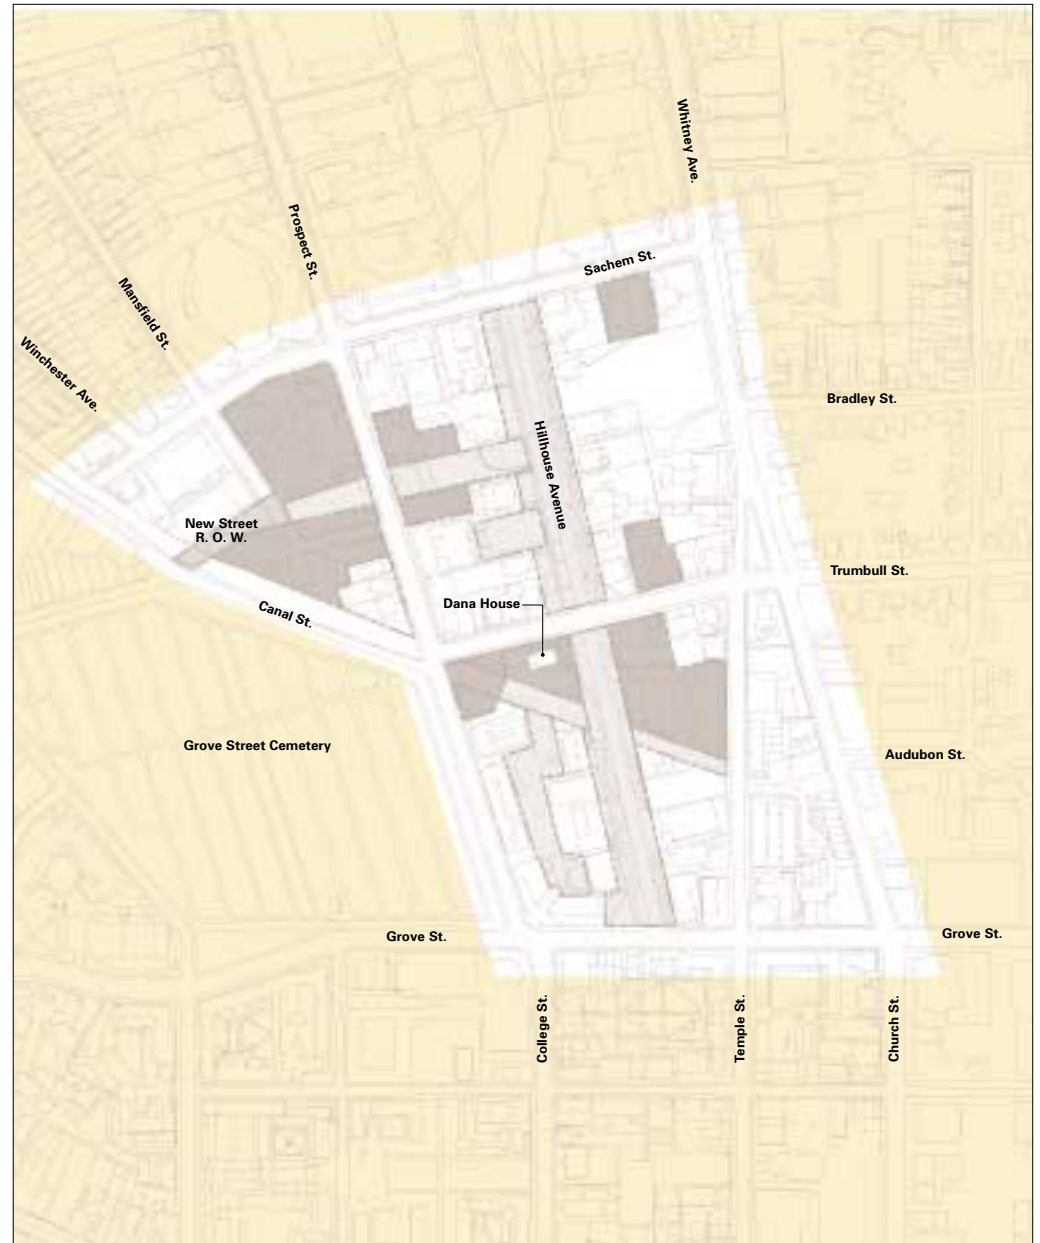 Whitney Ave.
Prospect St.
Sachem St.
Mansfield St.
Winchester Ave.
Bradley St.
Hillhouse Avenue
New Street
R. O. W.
Trumbull St.
Dana House
Canal St.
Grove Street Cemetery
Audubon St.
Grove St.
Grove St.
College St.
Temple St.
Church St.